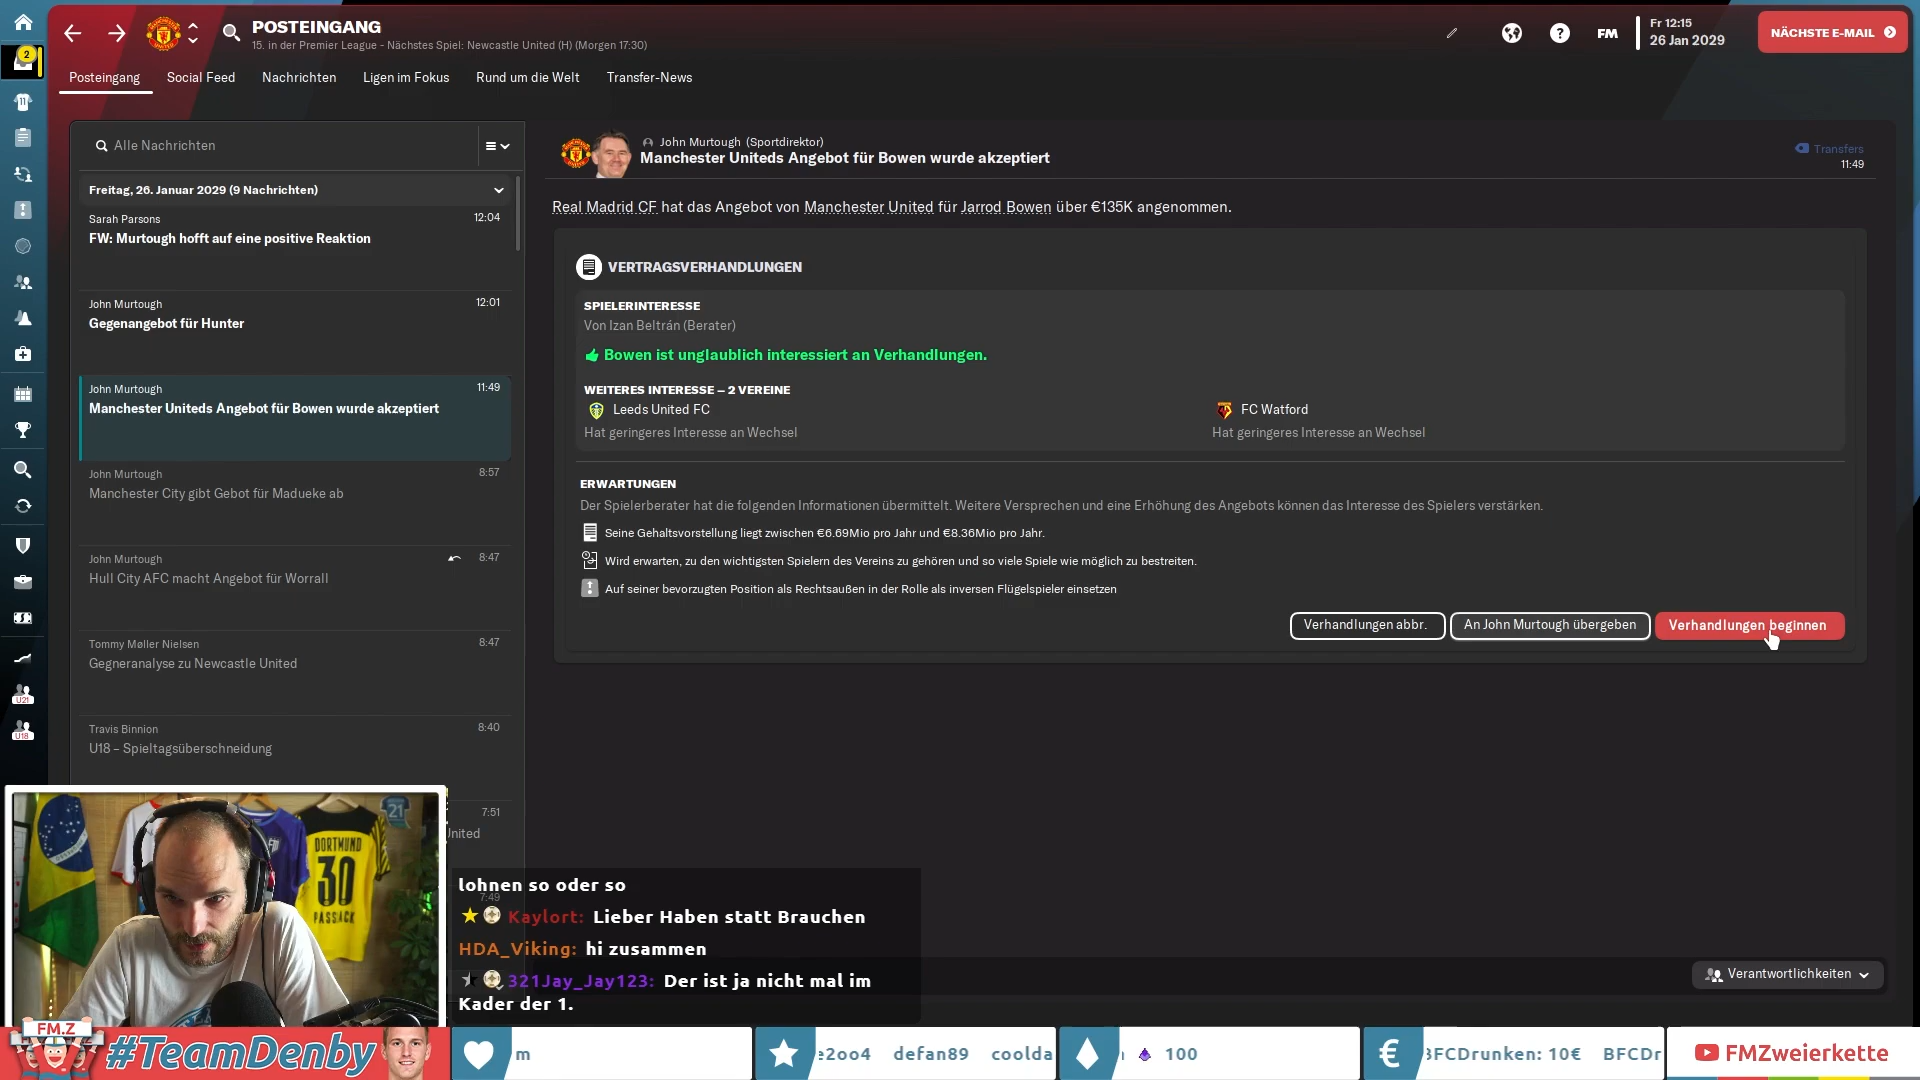 2
POSTEINGANG
15. in der Premier League - Nächstes Spiel: Newcastle United (H) (Morgen 17:30)
FM
Fr 12:15
26 Jan 2029
NÄCHSTE E-MAIL
Posteingang
Social Feed
Nachrichten
Ligen im Fokus
Rund um die Welt
Transfer-News
Alle Nachrichten
Freitag, 26. Januar 2029 (9 Nachrichten)
Sarah Parsons
12:04
FW: Murtough hofft auf eine positive Reaktion
John Murtough
12:01
Gegenangebot für Hunter
John Murtough
11:49
Manchester Uniteds Angebot für Bowen wurde akzeptiert
John Murtough
8:57
Manchester City gibt Gebot für Madueke ab
John Murtough
8:47
Hull City AFC macht Angebot für Worrall
Tommy Møller Nielsen
8:47
Gegneranalyse zu Newcastle United
Travis Binnion
8:40
U18 – Spieltagsüberschneidung
7:51
United
7:49
U21
U18
John Murtough (Sportdirektor)
Manchester Uniteds Angebot für Bowen wurde akzeptiert
Transfers
11:49
Real Madrid CF hat das Angebot von Manchester United für Jarrod Bowen über €135K angenommen.
VERTRAGSVERHANDLUNGEN
SPIELERINTERESSE
Von Izan Beltrán (Berater)
Bowen ist unglaublich interessiert an Verhandlungen.
WEITERES INTERESSE – 2 VEREINE
Leeds United FC
Hat geringeres Interesse an Wechsel
FC Watford
Hat geringeres Interesse an Wechsel
ERWARTUNGEN
Der Spielerberater hat die folgenden Informationen übermittelt. Weitere Versprechen und eine Erhöhung des Angebots können das Interesse des Spielers verstärken.
Seine Gehaltsvorstellung liegt zwischen €6.69Mio pro Jahr und €8.36Mio pro Jahr.
Wird erwarten, zu den wichtigsten Spielern des Vereins zu gehören und so viele Spiele wie möglich zu bestreiten.
Auf seiner bevorzugten Position als Rechtsaußen in der Rolle als inversen Flügelspieler einsetzen
Verhandlungen abbr.
An John Murtough übergeben
Verhandlungen beginnen
Verantwortlichkeiten
21
DORTMUND
30
PASSACK
lohnen so oder so
Kaylort: Lieber Haben statt Brauchen
HDA_Viking: hi zusammen
321Jay_Jay123: Der ist ja nicht mal im
Kader der 1.
FM.Z
#TeamDenby
m
e2oo4 defan89 coolda
100
€
BFCDrunken: 10€ BFCDr
FMZweierkette